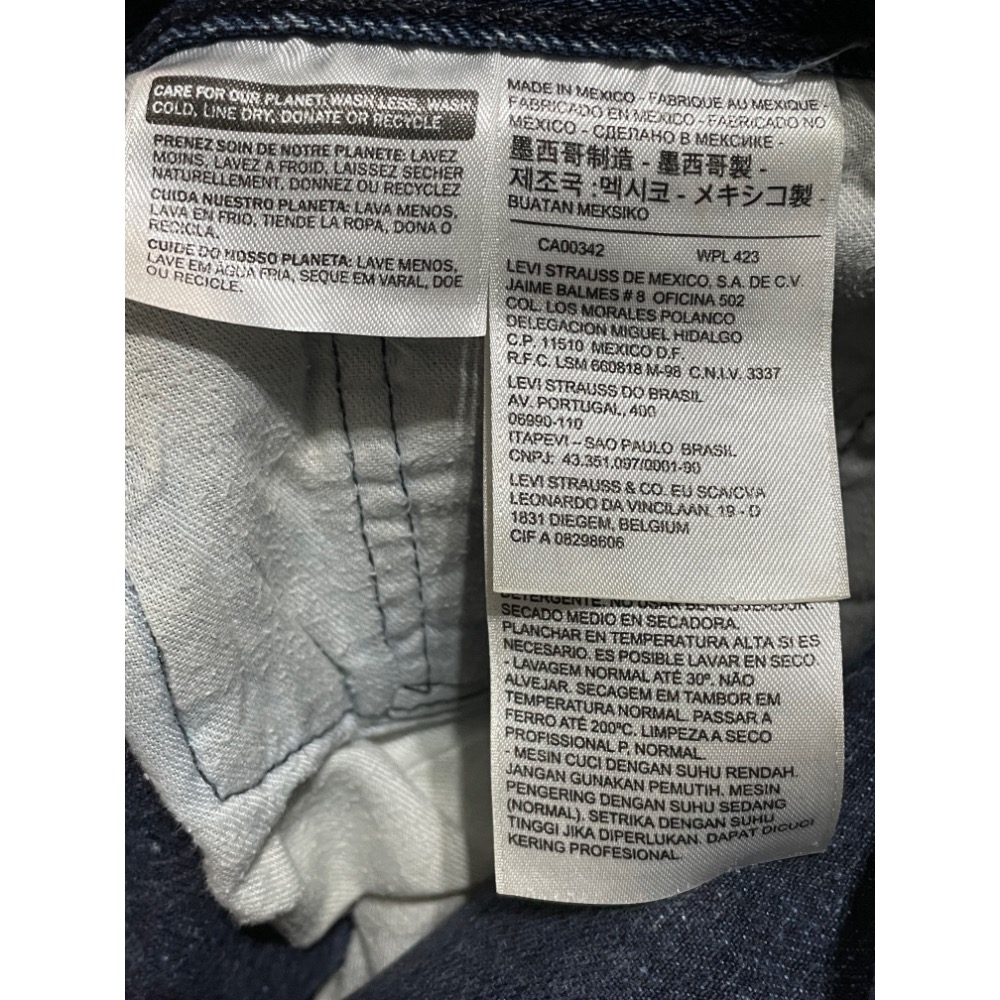 CARE FOR OUR PLANET: WASH LESS, WASH
COLD, LINE DRY, DONATE OR RECYCLE
PRENEZ SOIN DE NOTRE PLANETE: LAVEZ
MOINS, LAVEZ A FROID, LAISSEZ SECHER
NATURELLEMENT, DONNEZ OU RECYCLEZ
CUIDA NUESTRO PLANETA: LAVA MENOS,
LAVA EN FRIO, TIENDE LA ROPA, DONA O
RECICLA.
CUIDE DO NOSSO PLANETA: LAVE MENOS,
LAVE EM AGUA FRIA, SEQUE EM VARAL, DOE
OU RECICLE.
MADE IN MEXICO - FABRIQUE AU MEXIQUE -
FABRICADO EN MEXICO - FABRICADO NO
MEXICO - СДЕЛАНО В МЕКСИКЕ -
墨西哥制造 - 墨西哥製 -
제조국 :멕시코 - メキシコ製 -
BUATAN MEKSIKO
CA00342 WPL 423
LEVI STRAUSS DE MEXICO, S.A. DE C.V.
JAIME BALMES # 8 OFICINA 502
COL. LOS MORALES POLANCO
DELEGACION MIGUEL HIDALGO
C.P. 11510 MEXICO D.F.
R.F.C. LSM 660818 M-98 C.N.I.V. 3337
LEVI STRAUSS DO BRASIL
AV. PORTUGAL, 400
06990-110
ITAPEVI – SAO PAULO BRASIL
CNPJ: 43.351.097/0001-90
LEVI STRAUSS & CO. EU SCA/CVA
LEONARDO DA VINCILAAN, 19 - D
1831 DIEGEM, BELGIUM
CIF A 08298606
DETERGENTE. NO USAR BLANQUEADOR.
SECADO MEDIO EN SECADORA.
PLANCHAR EN TEMPERATURA ALTA SI ES
NECESARIO. ES POSIBLE LAVAR EN SECO.
- LAVAGEM NORMAL ATÉ 30º. NÃO
ALVEJAR. SECAGEM EM TAMBOR EM
TEMPERATURA NORMAL. PASSAR A
FERRO ATÉ 200ºC. LIMPEZA A SECO
PROFISSIONAL P, NORMAL.
- MESIN CUCI DENGAN SUHU RENDAH.
JANGAN GUNAKAN PEMUTIH. MESIN
PENGERING DENGAN SUHU SEDANG
(NORMAL). SETRIKA DENGAN SUHU
TINGGI JIKA DIPERLUKAN. DAPAT DICUCI
KERING PROFESIONAL.